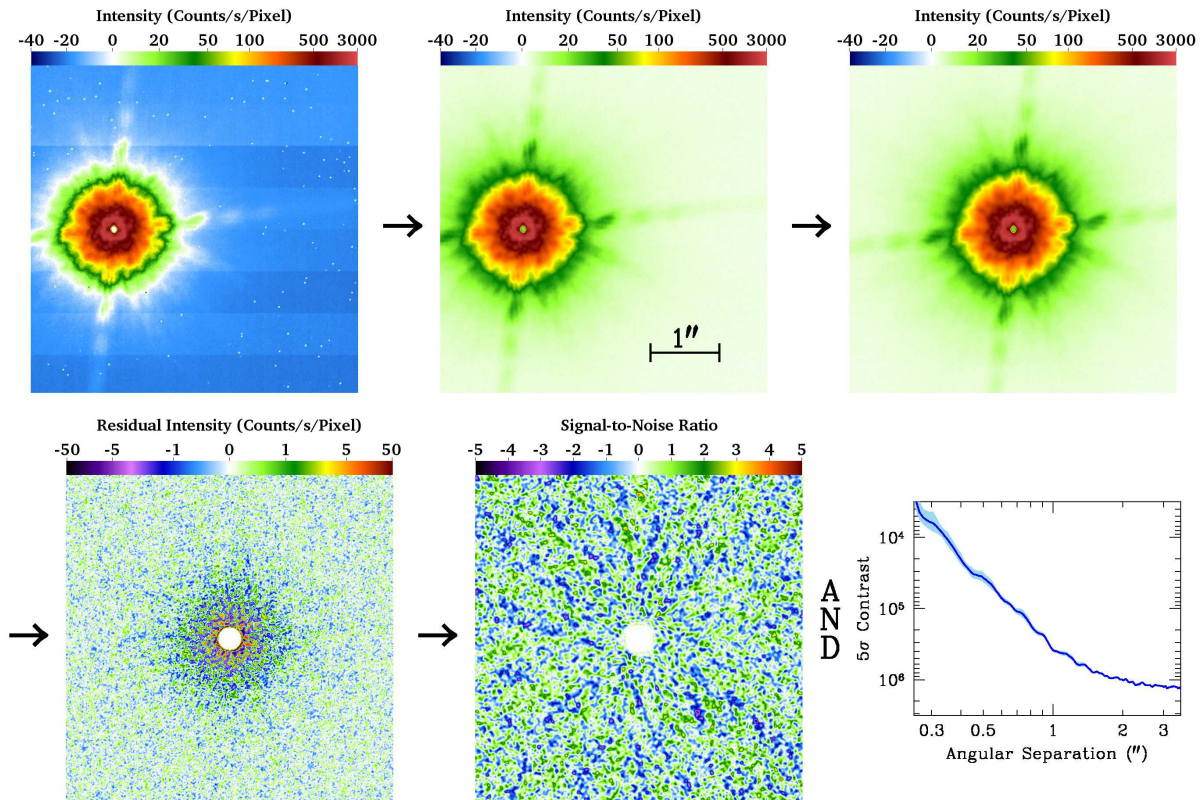 Intensity (Counts/s/Pixel)
-40 -20 0 20 50 100 500 3000
Intensity (Counts/s/Pixel)
-40 -20 0 20 50 100 500 3000
Intensity (Counts/s/Pixel)
-40 -20 0 20 50 100 500 3000
1″
Residual Intensity (Counts/s/Pixel)
-50 -5 -1 0 1 5 50
Signal-to-Noise Ratio
-5 -4 -3 -2 -1 0 1 2 3 4 5
A
N
D
5σ Contrast
10⁴
10⁵
10⁶
0.3 0.5 1 2 3
Angular Separation (″)